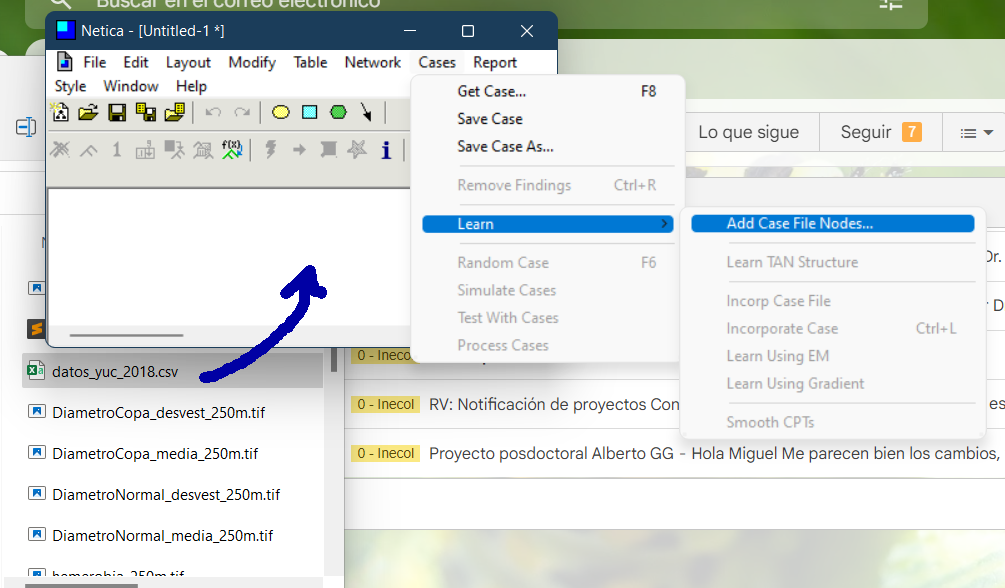 Buscar en el correo electrónico
Netica - [Untitled-1 *]
File Edit Layout Modify Table Network Cases Report
Style Window Help
Get Case... F8
Save Case
Save Case As...
Remove Findings Ctrl+R
Learn
Random Case F6
Simulate Cases
Test With Cases
Process Cases
Add Case File Nodes...
Learn TAN Structure
Incorp Case File
Incorporate Case Ctrl+L
Learn Using EM
Learn Using Gradient
Smooth CPTs
1 f(x) i
Lo que sigue
Seguir 7
Dr.
datos_yuc_2018.csv
DiametroCopa_desvest_250m.tif
DiametroCopa_media_250m.tif
DiametroNormal_desvest_250m.tif
DiametroNormal_media_250m.tif
hemerobia_250m.tif
0 - Inecol
0 - Inecol RV: Notificación de proyectos Con es
0 - Inecol Proyecto posdoctoral Alberto GG - Hola Miguel Me parecen bien los cambios,